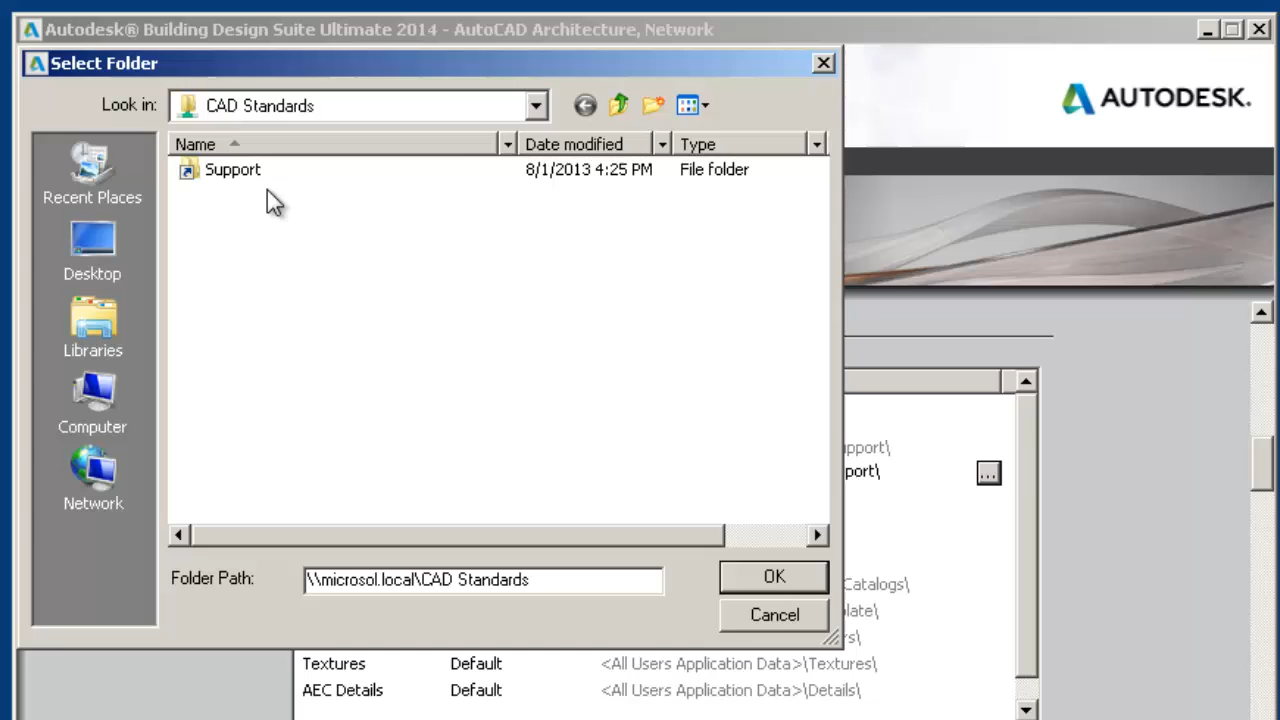 Autodesk® Building Design Suite Ultimate 2014 - AutoCAD Architecture, Network
Select Folder
Look in: CAD Standards
AUTODESK.
Name Date modified Type
Support 8/1/2013 4:25 PM File folder
Recent Places
Desktop
Libraries
Computer
Network
upport\
port\
...
Folder Path: \\microsol.local\CAD Standards
OK
Cancel
Catalogs\
plate\
rs\
Textures Default <All Users Application Data>\Textures\
AEC Details Default <All Users Application Data>\Details\